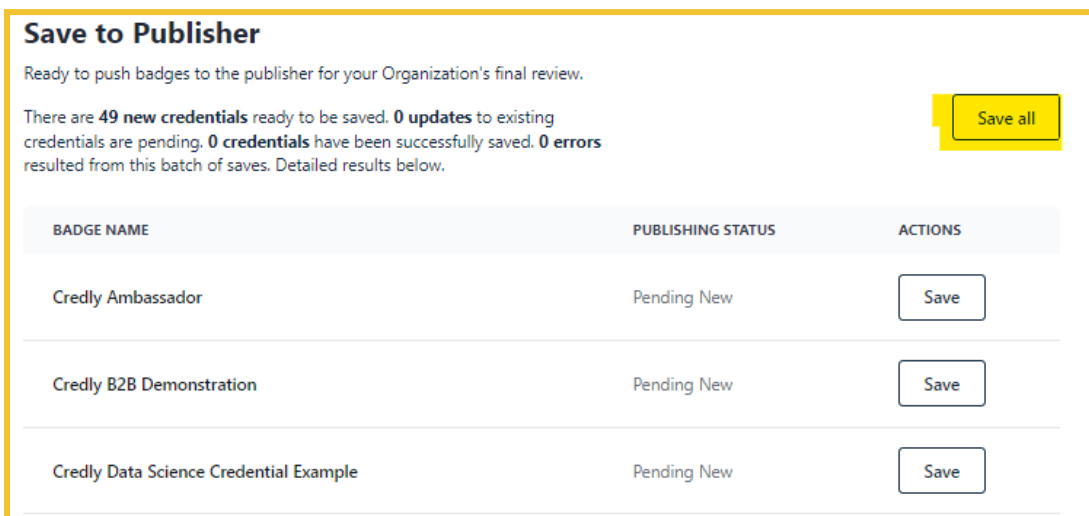 Save to Publisher
Ready to push badges to the publisher for your Organization's final review.
There are 49 new credentials ready to be saved. 0 updates to existing
credentials are pending. 0 credentials have been successfully saved. 0 errors
resulted from this batch of saves. Detailed results below.
Save all
BADGE NAME PUBLISHING STATUS ACTIONS
Credly Ambassador Pending New Save
Credly B2B Demonstration Pending New Save
Credly Data Science Credential Example Pending New Save